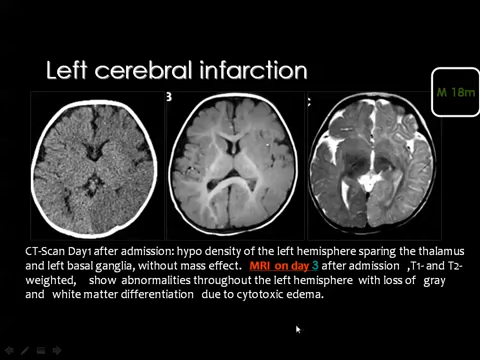 Left cerebral infarction
M 18m
B
C
CT-Scan Day1 after admission: hypo density of the left hemisphere sparing the thalamus
and left basal ganglia, without mass effect. MRI on day 3 after admission ,T1- and T2-
weighted, show abnormalities throughout the left hemisphere with loss of gray
and white matter differentiation due to cytotoxic edema.